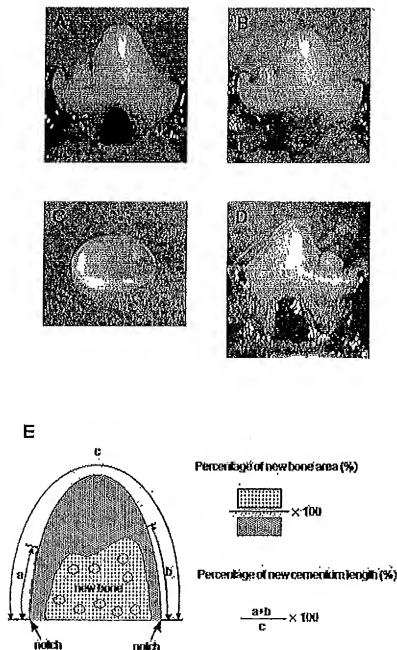 A
B
C
D
E
c
Percentage of new bone area (%)
× 100
a
new bone
b
Percentage of new cementum length (%)
a+b
c
× 100
notch
notch